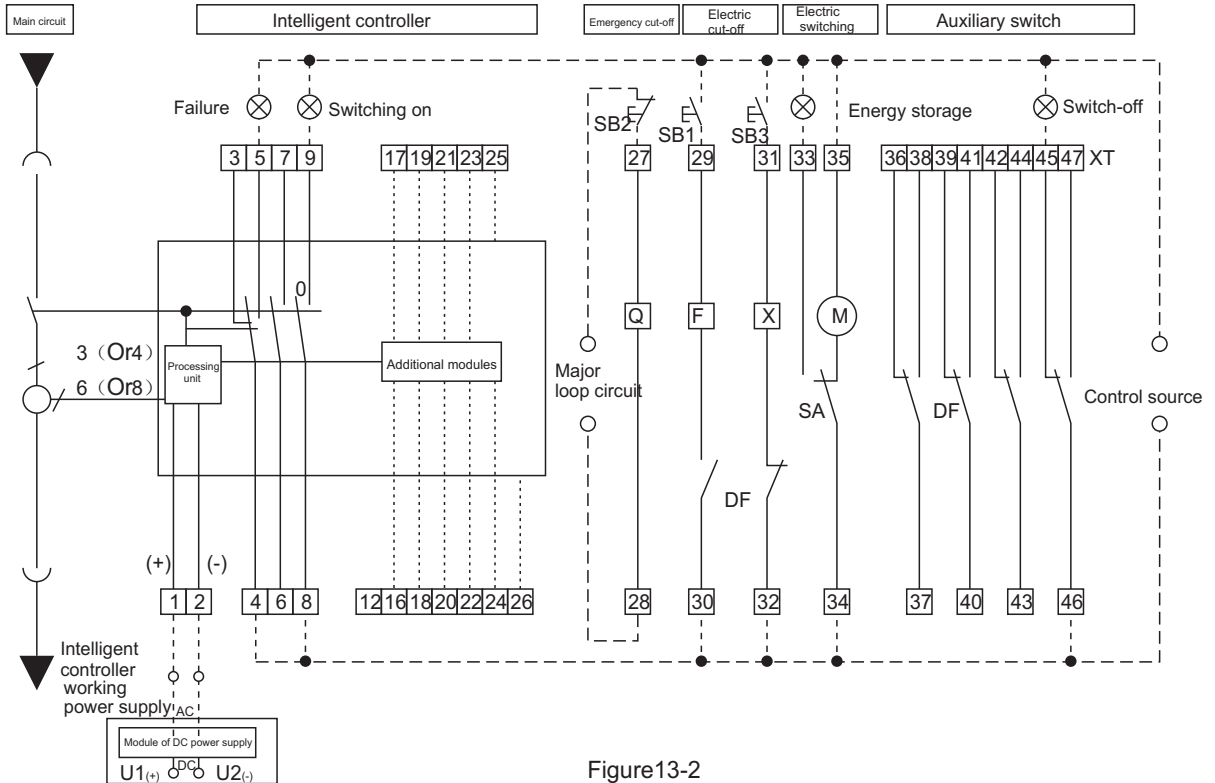 Main circuit
Intelligent controller
Emergency cut-off
Electric
cut-off
Electric
switching
Auxiliary switch
Failure
Switching on
SB2
SB1
SB3
Energy storage
Switch-off
3 5 7 9
17 19 21 23 25
27
29
31
33
35
36 38 39 41 42 44 45 47 XT
0
Q
F
X
M
3（Or4）
6（Or8）
Processing
unit
Additional modules
Major
loop circuit
SA
DF
Control source
DF
(+)
(-)
1 2
4 6 8
12 16 18 20 22 24 26
28
30
32
34
37
40
43
46
Intelligent
controller
working
power supply
AC
Module of DC power supply
DC
U1(+)
U2(-)
Figure13-2